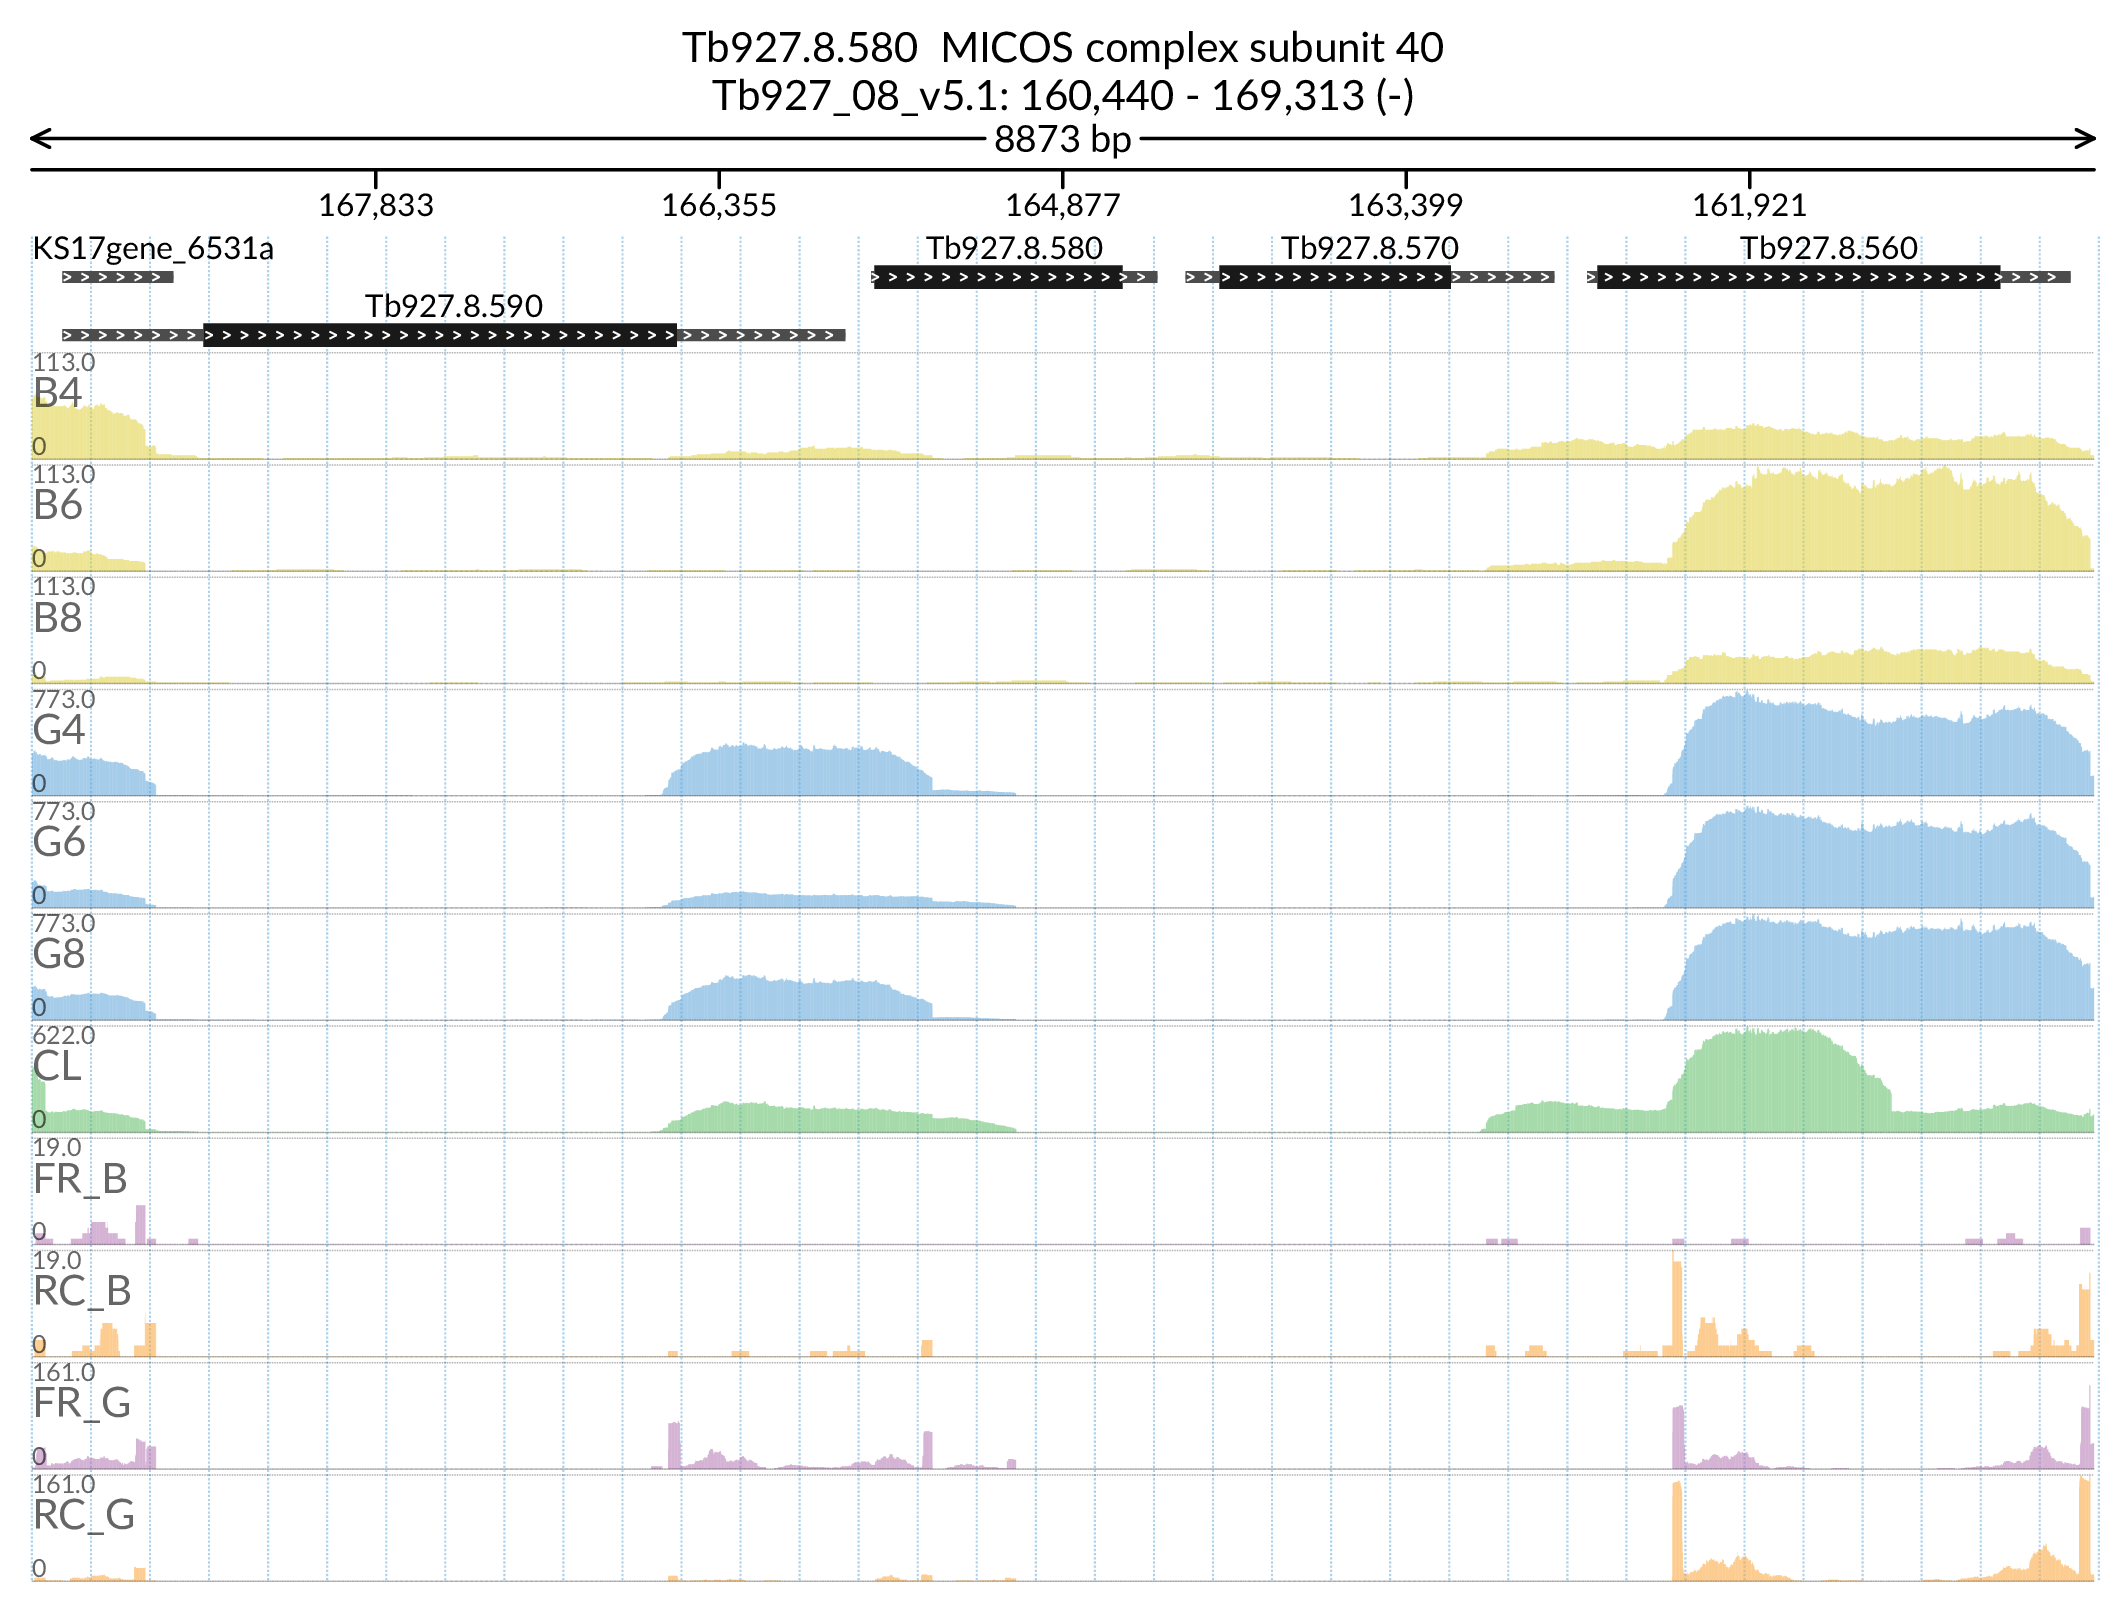 Tb927.8.580  MICOS complex subunit 40
Tb927_08_v5.1: 160,440 - 169,313 (-)
8873 bp
167,833 166,355 164,877 163,399 161,921
KS17gene_6531a Tb927.8.580 Tb927.8.570 Tb927.8.560
Tb927.8.590
113.0
B4
0
113.0
B6
0
113.0
B8
0
773.0
G4
0
773.0
G6
0
773.0
G8
0
622.0
CL
0
19.0
FR_B
0
19.0
RC_B
0
161.0
FR_G
0
161.0
RC_G
0